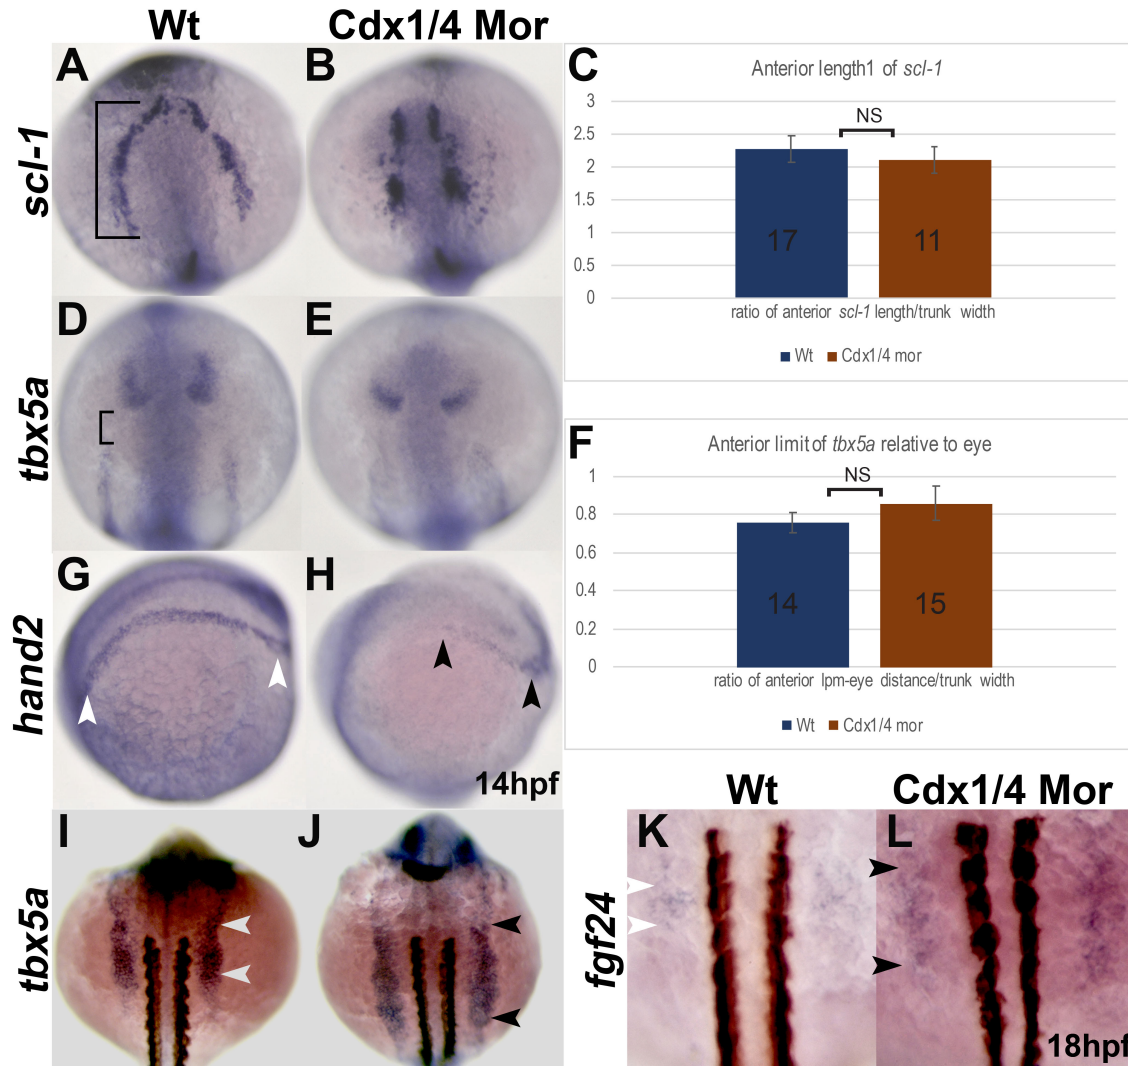 Wt Cdx1/4 Mor
A B C
Anterior length1 of scl-1
scl-1
3
2.5
2
1.5
1
0.5
0
NS
17 11
ratio of anterior scl-1 length/trunk width
Wt Cdx1/4 mor
D E F
tbx5a
Anterior limit of tbx5a relative to eye
1
0.8
0.6
0.4
0.2
0
NS
14 15
ratio of anterior lpm-eye distance/trunk width
Wt Cdx1/4 mor
G H
hand2
14hpf
Wt Cdx1/4 Mor
I J K L
tbx5a
fgf24
18hpf